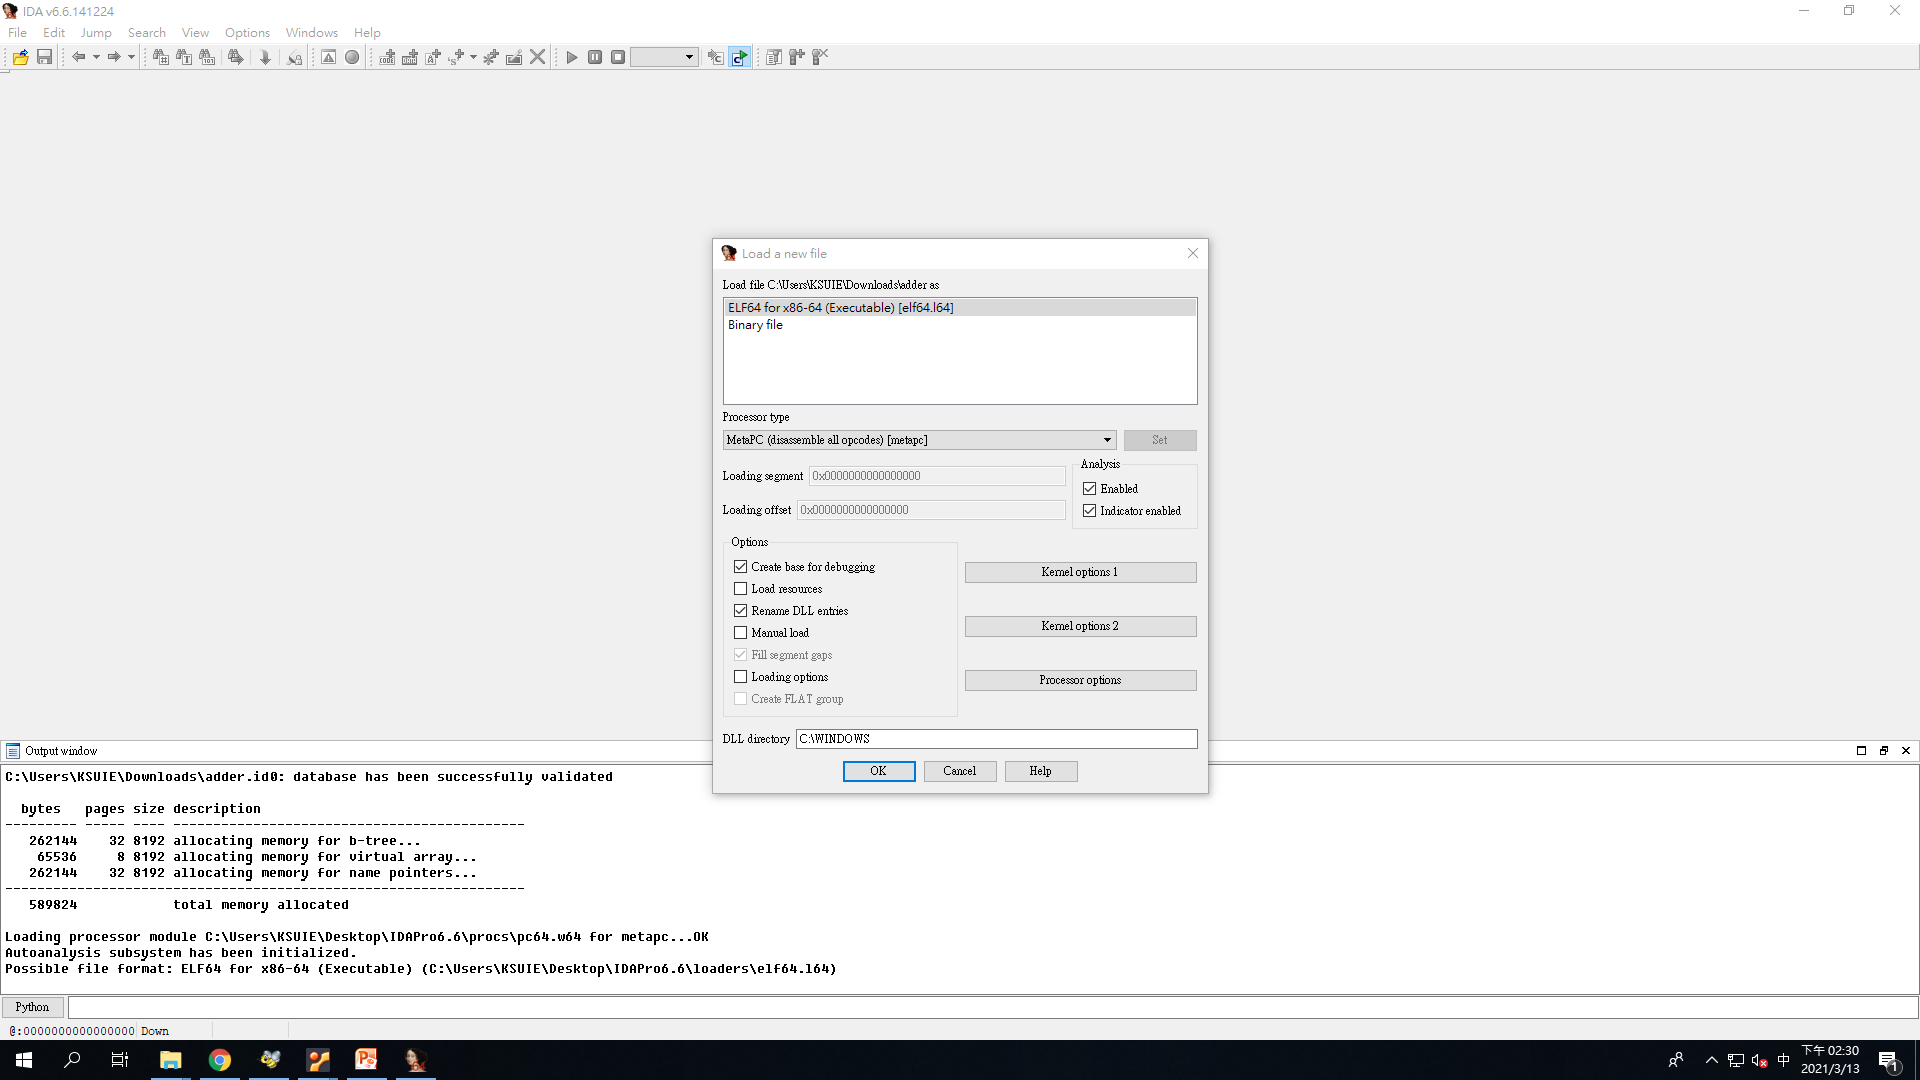 IDA v6.6.141224
File Edit Jump Search View Options Windows Help
Load a new file
Load file C:\Users\KSUIE\Downloads\adder as
ELF64 for x86-64 (Executable) [elf64.l64]
Binary file
Processor type
MetaPC (disassemble all opcodes) [metapc]
Set
Loading segment 0x0000000000000000
Loading offset 0x0000000000000000
Analysis
Enabled
Indicator enabled
Options
Create base for debugging
Load resources
Rename DLL entries
Manual load
Fill segment gaps
Loading options
Create FLAT group
Kernel options 1
Kernel options 2
Processor options
DLL directory C:\WINDOWS
OK Cancel Help
Output window
C:\Users\KSUIE\Downloads\adder.id0: database has been successfully validated
bytes pages size description
--------- ----- ---- --------------------------------------------
262144 32 8192 allocating memory for b-tree...
65536 8 8192 allocating memory for virtual array...
262144 32 8192 allocating memory for name pointers...
-----------------------------------------------------------------
589824 total memory allocated
Loading processor module C:\Users\KSUIE\Desktop\IDAPro6.6\procs\pc64.w64 for metapc...OK
Autoanalysis subsystem has been initialized.
Possible file format: ELF64 for x86-64 (Executable) (C:\Users\KSUIE\Desktop\IDAPro6.6\loaders\elf64.l64)
Python
@:0000000000000000 Down
中
下午 02:30
2021/3/13
1